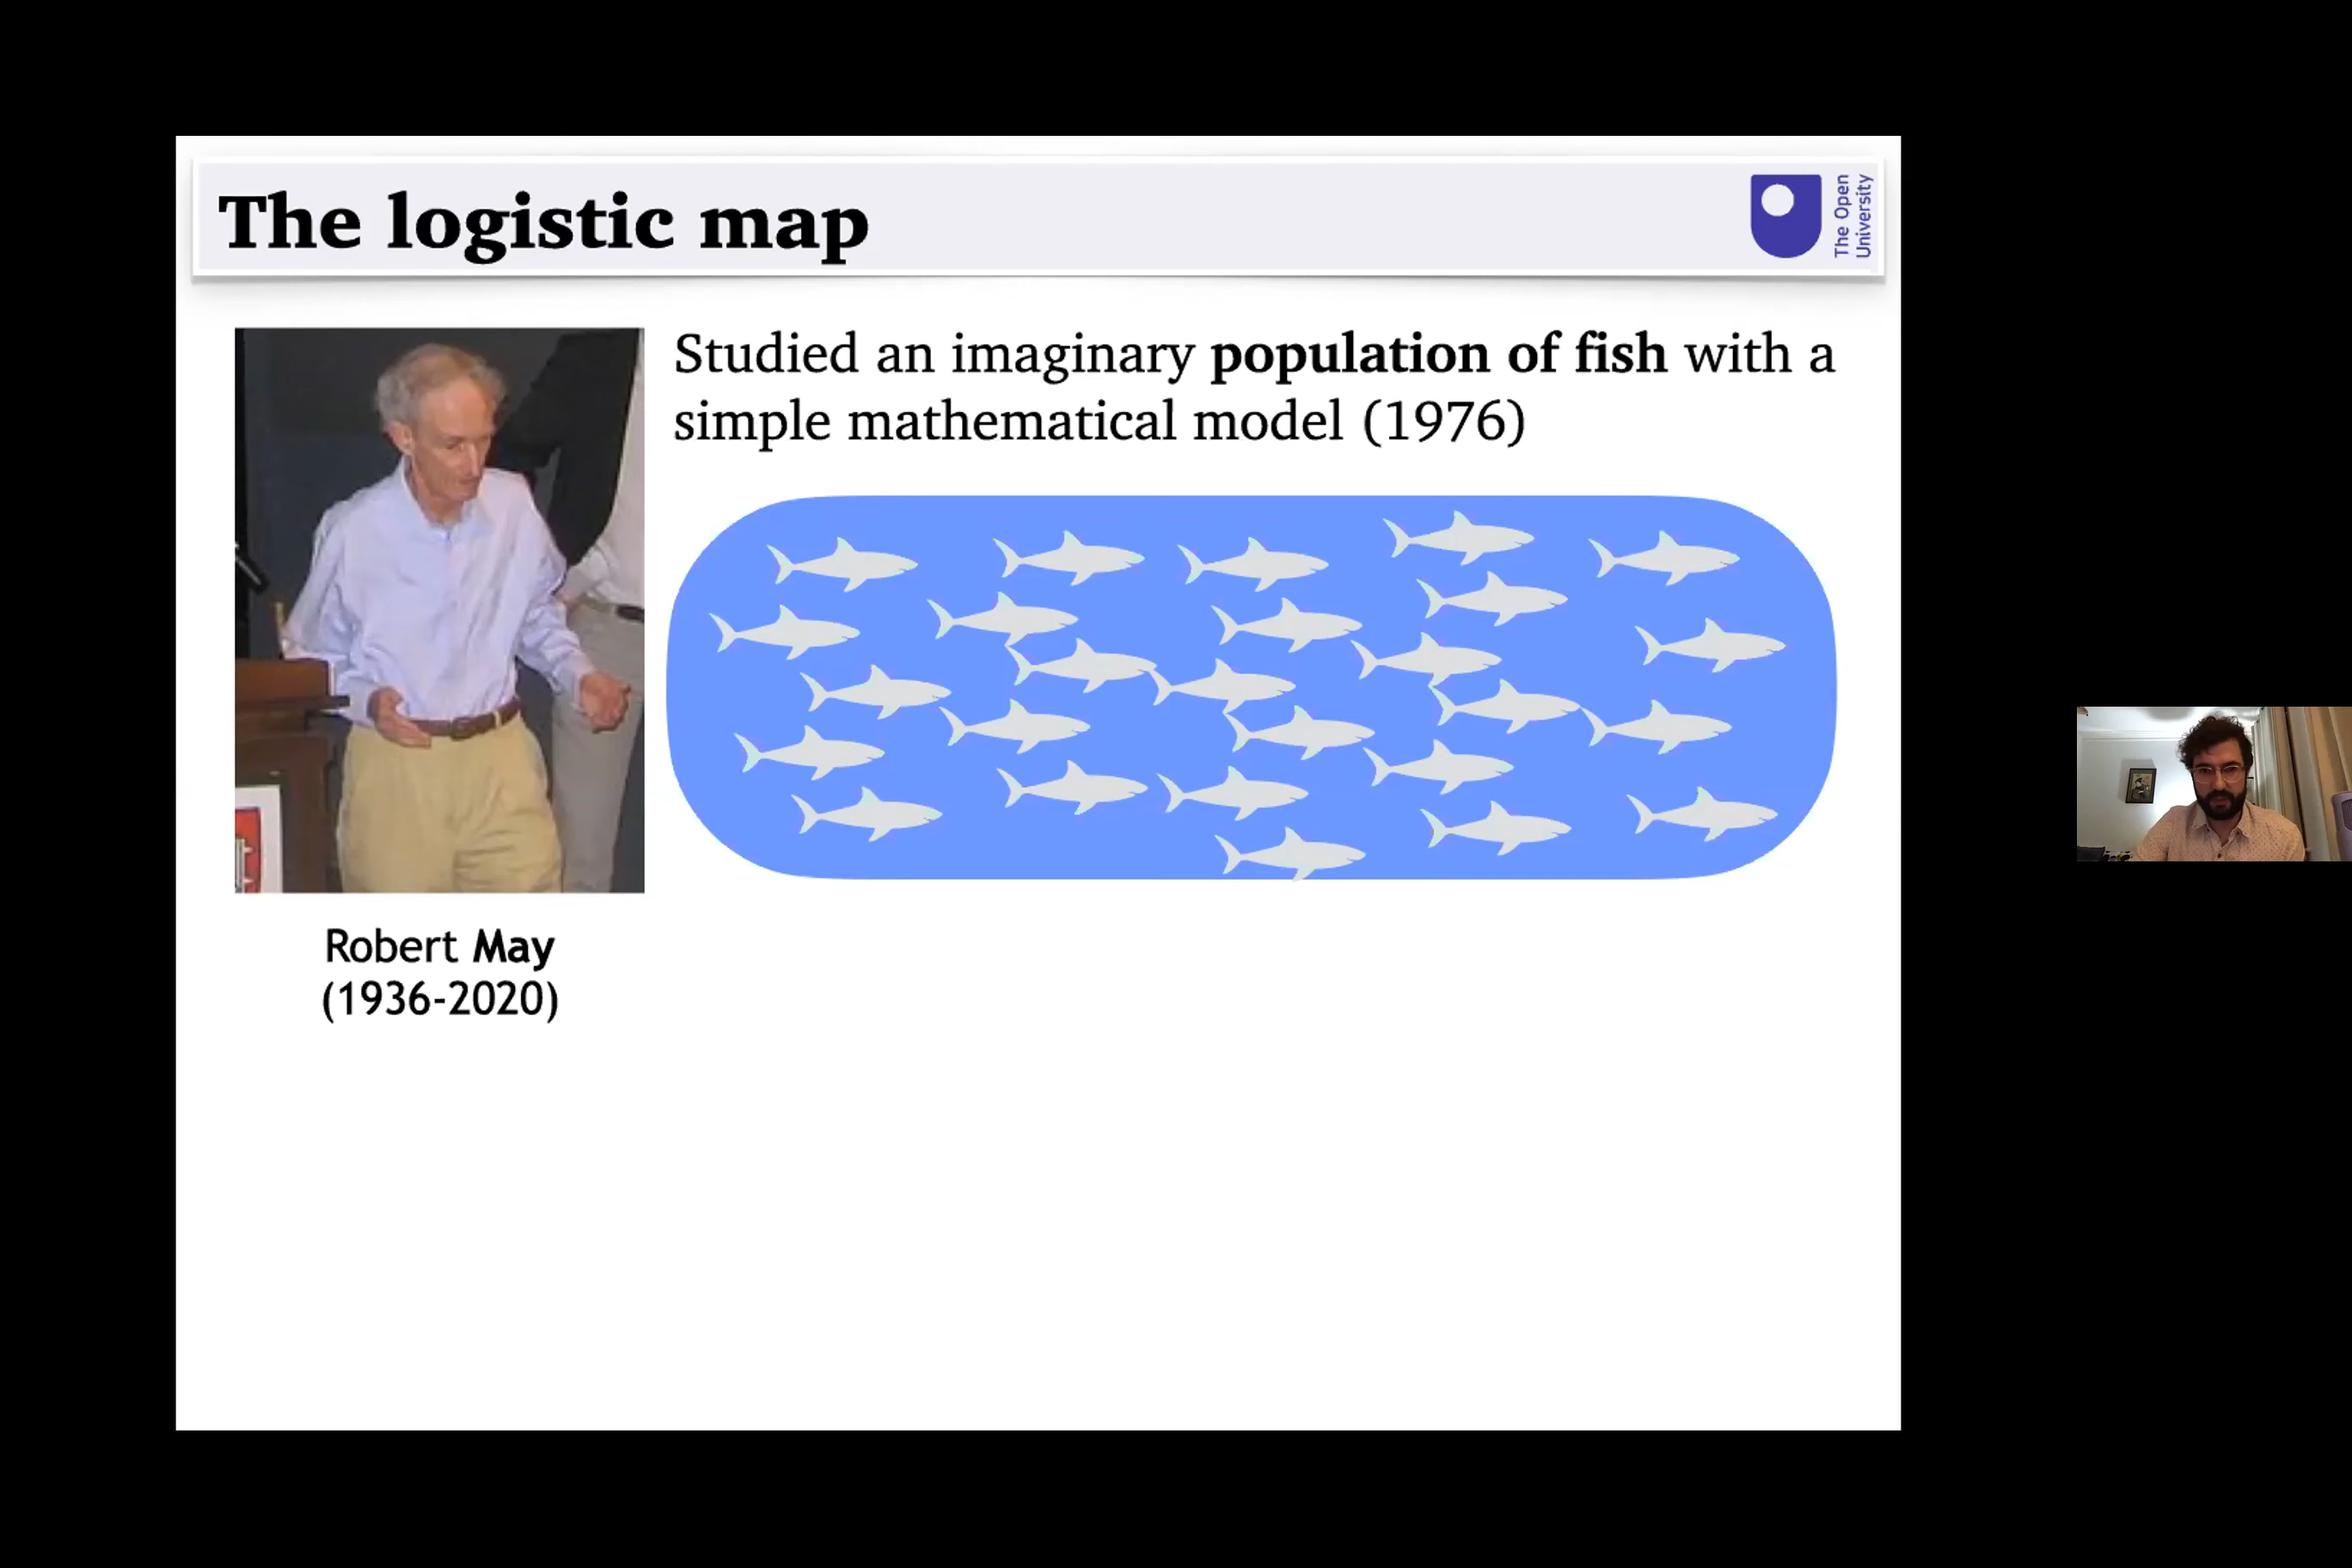 The logistic map
The Open
University
Studied an imaginary population of fish with a
simple mathematical model (1976)
Robert May
(1936-2020)